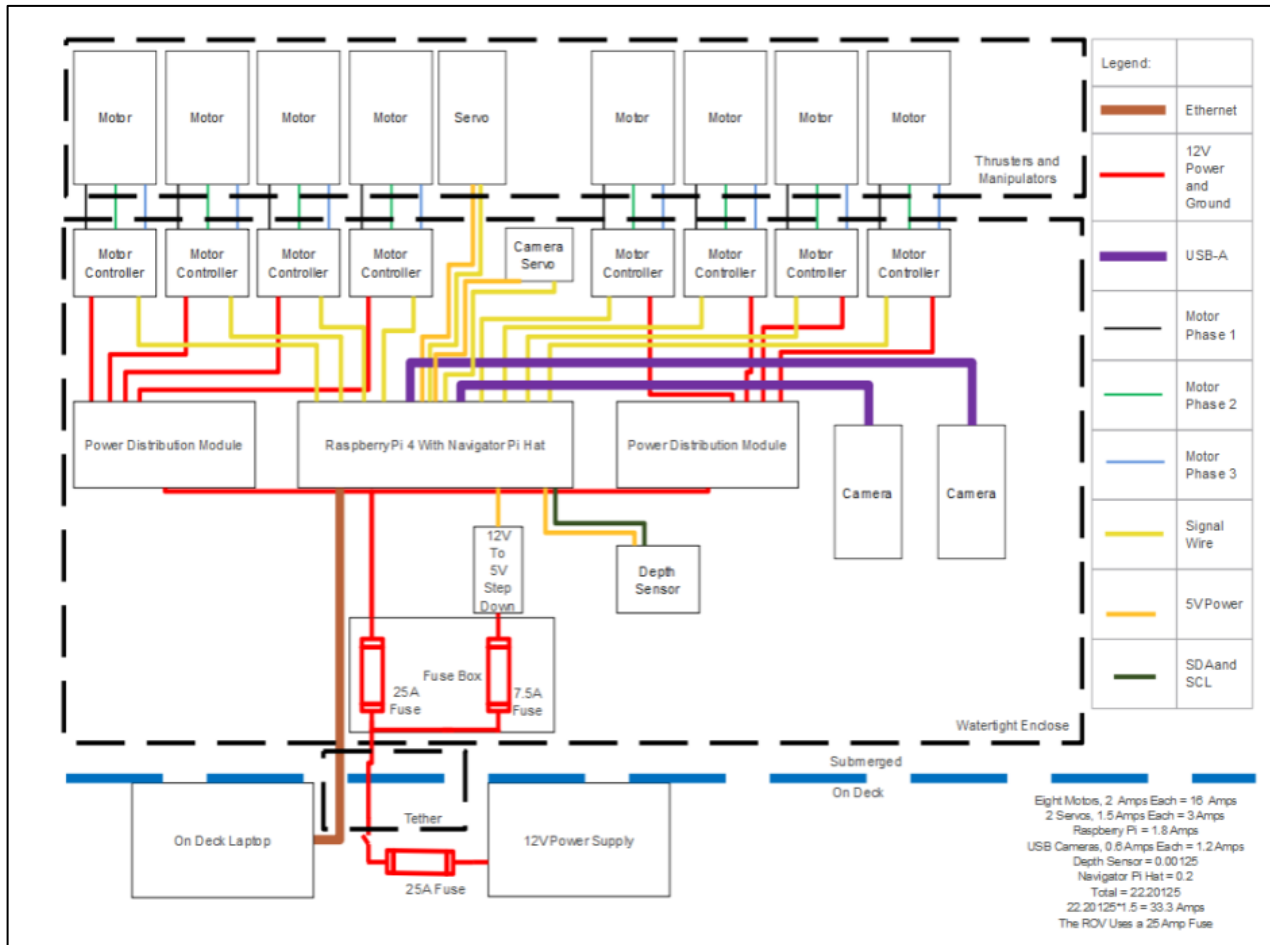 Motor
Motor
Motor
Motor
Servo
Motor
Motor
Motor
Motor
Thrusters and
Manipulators
Motor
Controller
Motor
Controller
Motor
Controller
Motor
Controller
Camera
Servo
Motor
Controller
Motor
Controller
Motor
Controller
Motor
Controller
Power Distribution Module
Raspberry Pi 4 With Navigator Pi Hat
Power Distribution Module
Camera
Camera
12V
To
5V
Step
Down
Depth
Sensor
Fuse Box
25A
Fuse
7.5A
Fuse
Watertight Enclose
Submerged
On Deck
Tether
On Deck Laptop
12V Power Supply
25A Fuse
Legend:
Ethernet
12V
Power
and
Ground
USB-A
Motor
Phase 1
Motor
Phase 2
Motor
Phase 3
Signal
Wire
5V Power
SDA and
SCL
Eight Motors, 2 Amps Each = 16 Amps
2 Servos, 1.5 Amps Each = 3 Amps
Raspberry Pi = 1.8 Amps
USB Cameras, 0.6 Amps Each = 1.2 Amps
Depth Sensor = 0.00125
Navigator Pi Hat = 0.2
Total = 22.20125
22.20125*1.5 = 33.3 Amps
The ROV Uses a 25 Amp Fuse